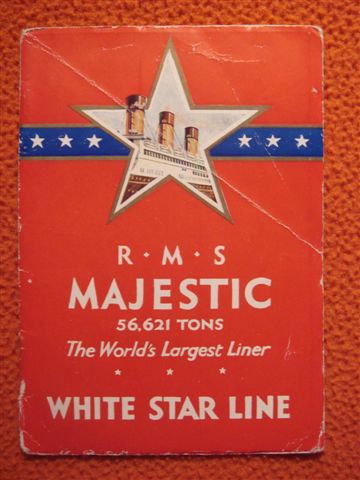 R·M·S
MAJESTIC
56,621 TONS
The World's Largest Liner
WHITE STAR LINE